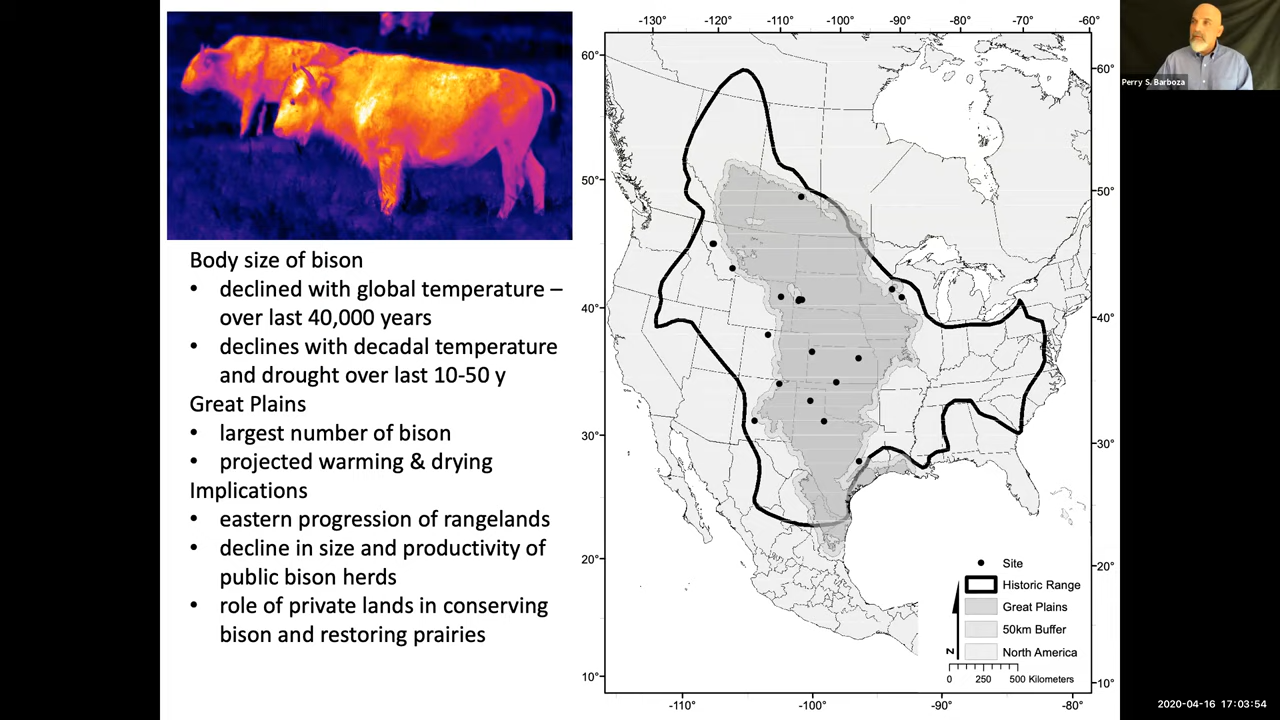 Body size of bison
• declined with global temperature –
over last 40,000 years
• declines with decadal temperature
and drought over last 10-50 y
Great Plains
• largest number of bison
• projected warming & drying
Implications
• eastern progression of rangelands
• decline in size and productivity of
public bison herds
• role of private lands in conserving
bison and restoring prairies
-130° -120° -110° -100° -90° -80° -70° -60°
60° 60°
50° 50°
40° 40°
30° 30°
20° 20°
10° 10°
-110° -100° -90° -80°
Site
Historic Range
Great Plains
50km Buffer
North America
N
0 250 500 Kilometers
Perry S. Barboza
2020-04-16 17:03:54